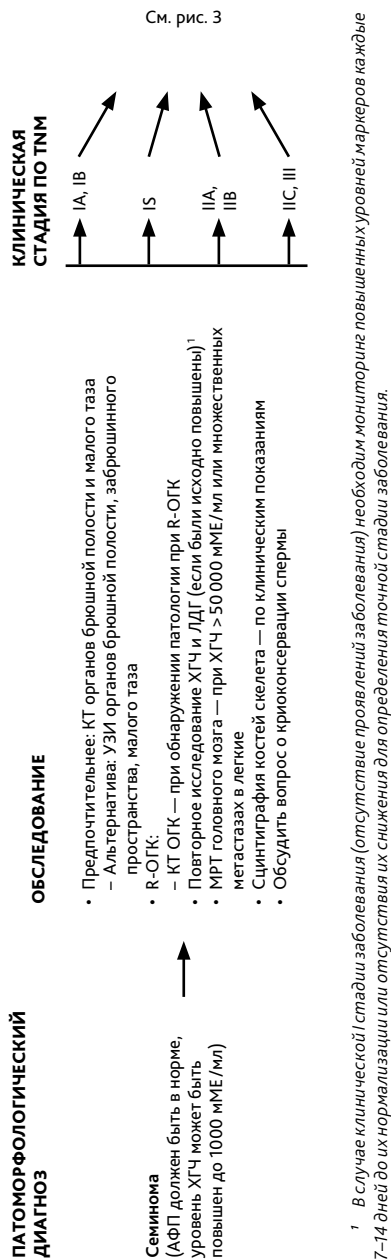 ПАТОМОРФОЛОГИЧЕСКИЙ
ДИАГНОЗ
Семинома
(АФП должен быть в норме,
уровень ХГЧ может быть
повышен до 1000 мМЕ/мл)
ОБСЛЕДОВАНИЕ
• Предпочтительнее: КТ органов брюшной полости и малого таза
– Альтернатива: УЗИ органов брюшной полости, забрюшинного
пространства, малого таза
• R-ОГК:
– КТ ОГК — при обнаружении патологии при R-ОГК
• Повторное исследование ХГЧ и ЛДГ (если были исходно повышены) ¹
• МРТ головного мозга — при ХГЧ > 50 000 мМЕ/мл или множественных
метастазах в легкие
• Сцинтиграфия костей скелета — по клиническим показаниям
• Обсудить вопрос о криоконсервации спермы
КЛИНИЧЕСКАЯ
СТАДИЯ ПО TNM
IA, IB
IS
IIA,
IIB
IIC, III
См. рис. 3
¹ В случае клинической I стадии заболевания (отсутствие проявлений заболевания) необходим мониторинг повышенных уровней маркеров каждые
7–14 дней до их нормализации или отсутствия их снижения для определения точной стадии заболевания.